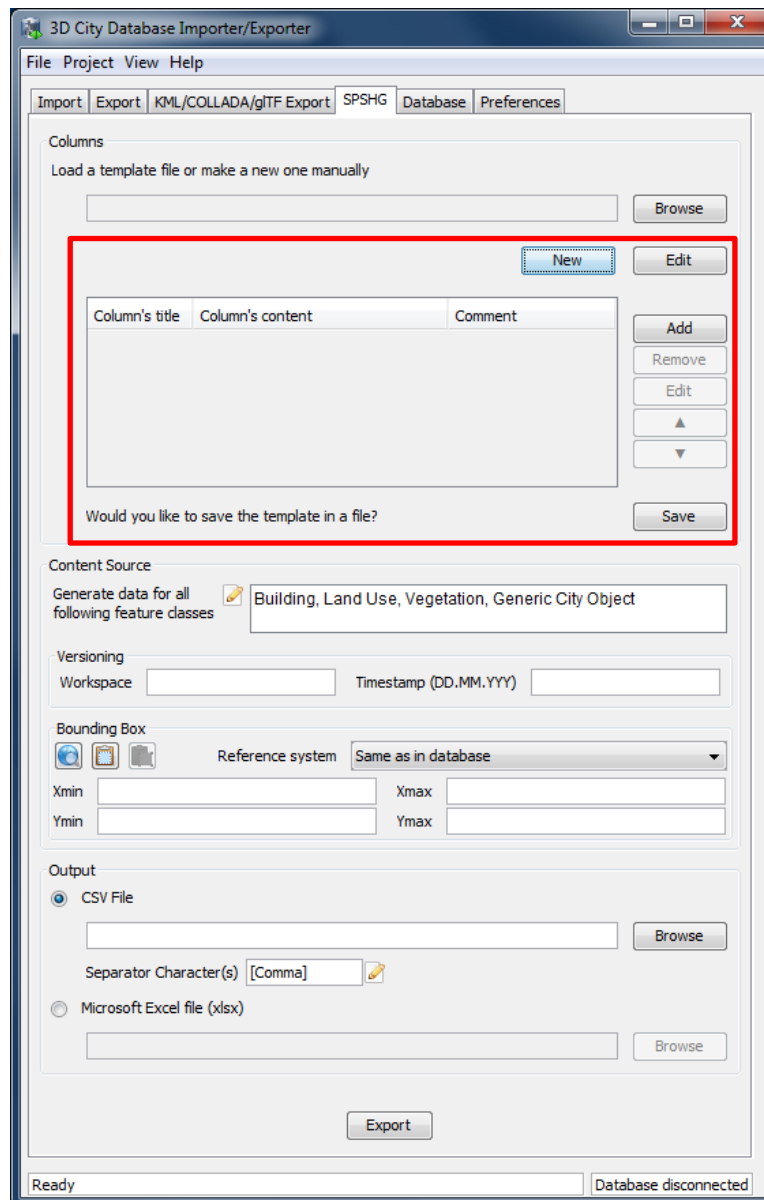 3D City Database Importer/Exporter
File Project View Help
Import Export KML/COLLADA/glTF Export SPSHG Database Preferences
Columns
Load a template file or make a new one manually
Browse
New Edit
Column's title Column's content Comment
Add
Remove
Edit
▲
▼
Would you like to save the template in a file? Save
Content Source
Generate data for all
following feature classes
Building, Land Use, Vegetation, Generic City Object
Versioning
Workspace Timestamp (DD.MM.YYY)
Bounding Box
Reference system Same as in database
Xmin Xmax
Ymin Ymax
Output
CSV File
Browse
Separator Character(s) [Comma]
Microsoft Excel file (xlsx)
Browse
Export
Ready Database disconnected